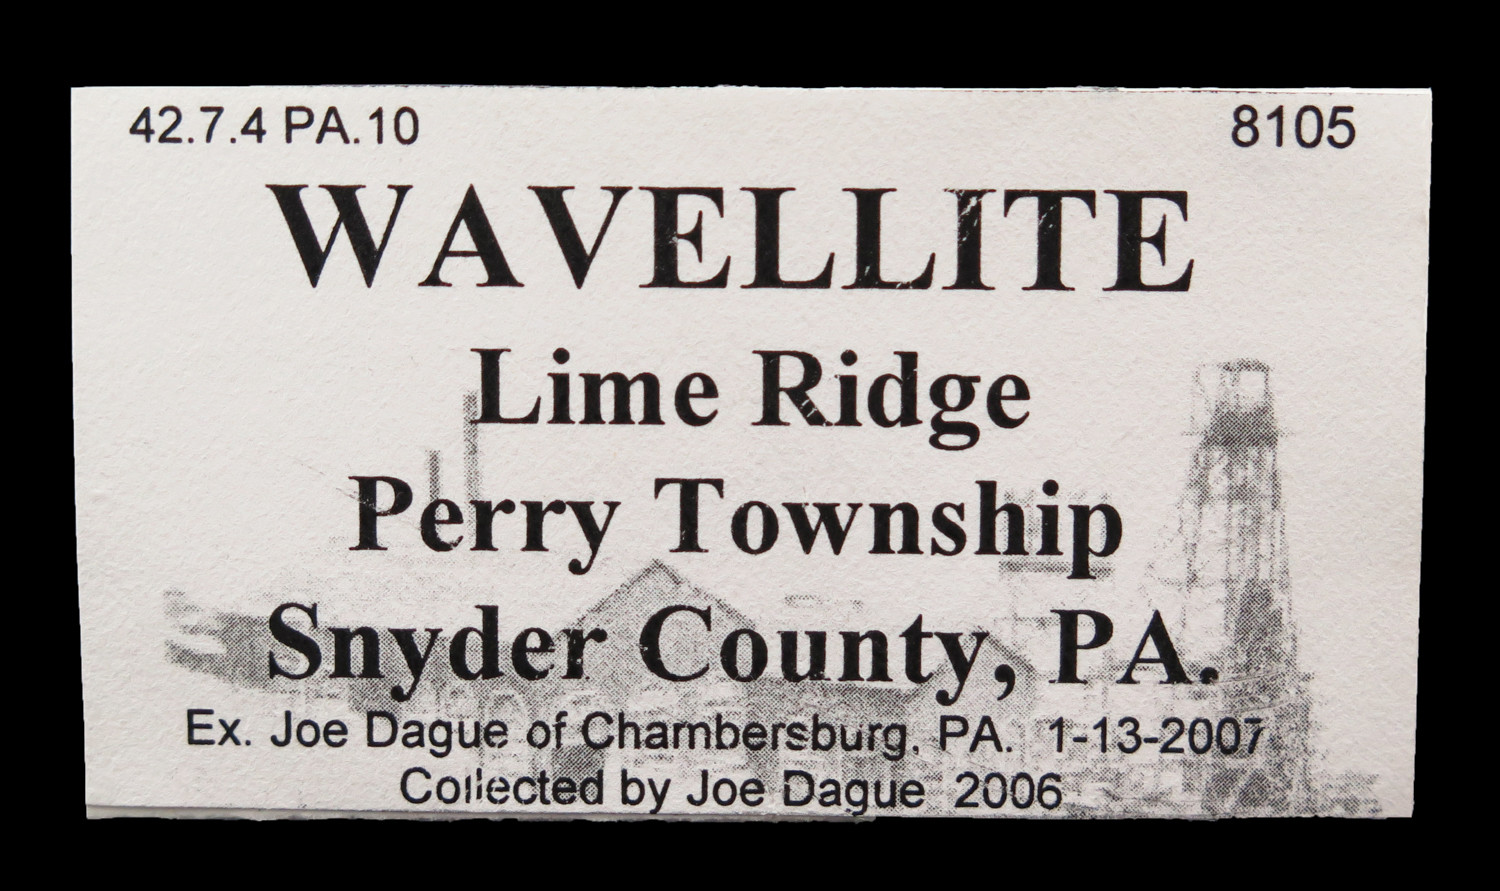 42.7.4 PA.10 8105
WAVELLITE
Lime Ridge
Perry Township
Snyder County, PA.
Ex. Joe Dague of Chambersburg, PA. 1-13-2007
Collected by Joe Dague 2006